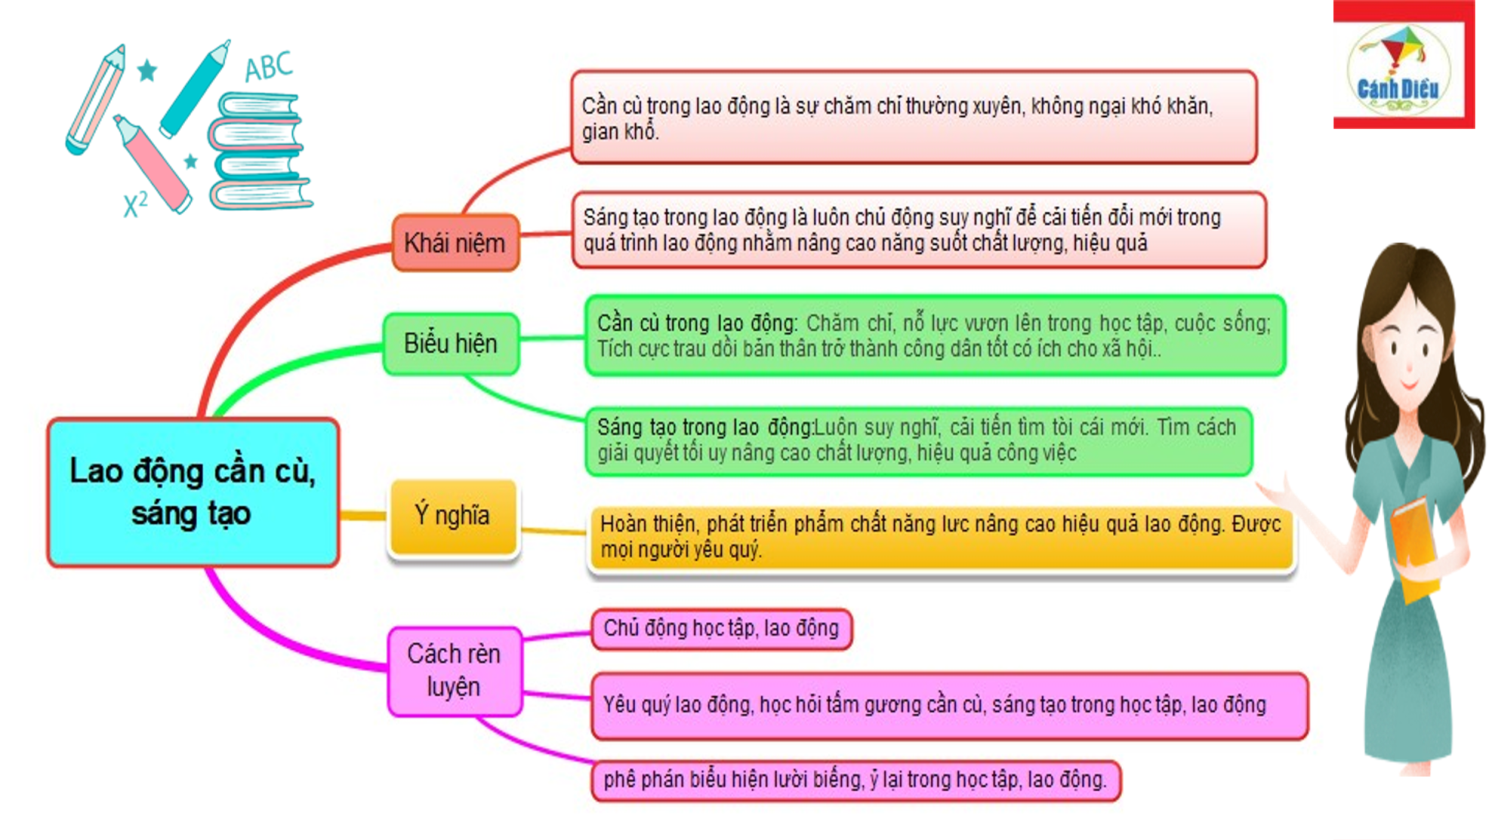 ABC
X²
Cánh Diều
Cần cù trong lao động là sự chăm chỉ thường xuyên, không ngại khó khăn,
gian khổ.
Khái niệm
Sáng tạo trong lao động là luôn chủ động suy nghĩ để cải tiến đổi mới trong
quá trình lao động nhằm nâng cao năng suốt chất lượng, hiệu quả
Biểu hiện
Cần cù trong lao động: Chăm chỉ, nỗ lực vươn lên trong học tập, cuộc sống;
Tích cực trau dồi bản thân trở thành công dân tốt có ích cho xã hội..
Sáng tạo trong lao động:Luôn suy nghĩ, cải tiến tìm tòi cái mới. Tìm cách
giải quyết tối uy nâng cao chất lượng, hiệu quả công việc
Lao động cần cù,
sáng tạo
Ý nghĩa
Hoàn thiện, phát triển phẩm chất năng lưc nâng cao hiệu quả lao động. Được
mọi người yêu quý.
Cách rèn
luyện
Chủ động học tập, lao động
Yêu quý lao động, học hỏi tấm gương cần cù, sáng tạo trong học tập, lao động
phê phán biểu hiện lười biếng, ỷ lại trong học tập, lao động.